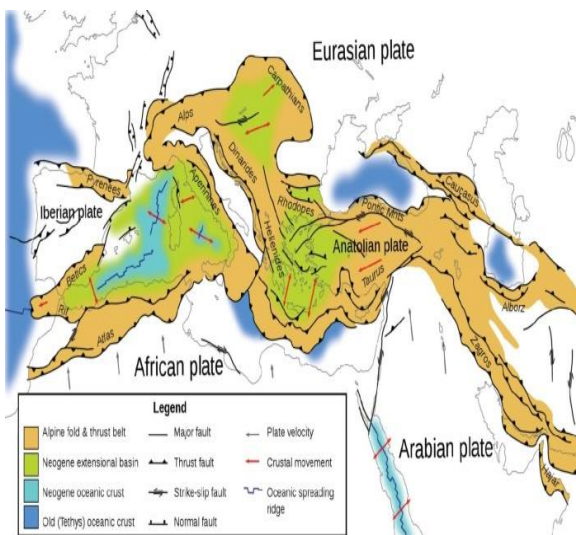 Eurasian plate
Carpathians
Alps
Dinarides
Pyrenees
Apennines
Caucasus
Iberian plate
Rhodopes
Pontic Mnts
Hellenides
Anatolian plate
Betics
Taurus
Rif
Alborz
Atlas
Zagros
African plate
Arabian plate
Hajar
Legend
Alpine fold & thrust belt
Major fault
Plate velocity
Neogene extensional basin
Thrust fault
Crustal movement
Neogene oceanic crust
Strike-slip fault
Oceanic spreading
ridge
Old (Tethys) oceanic crust
Normal fault